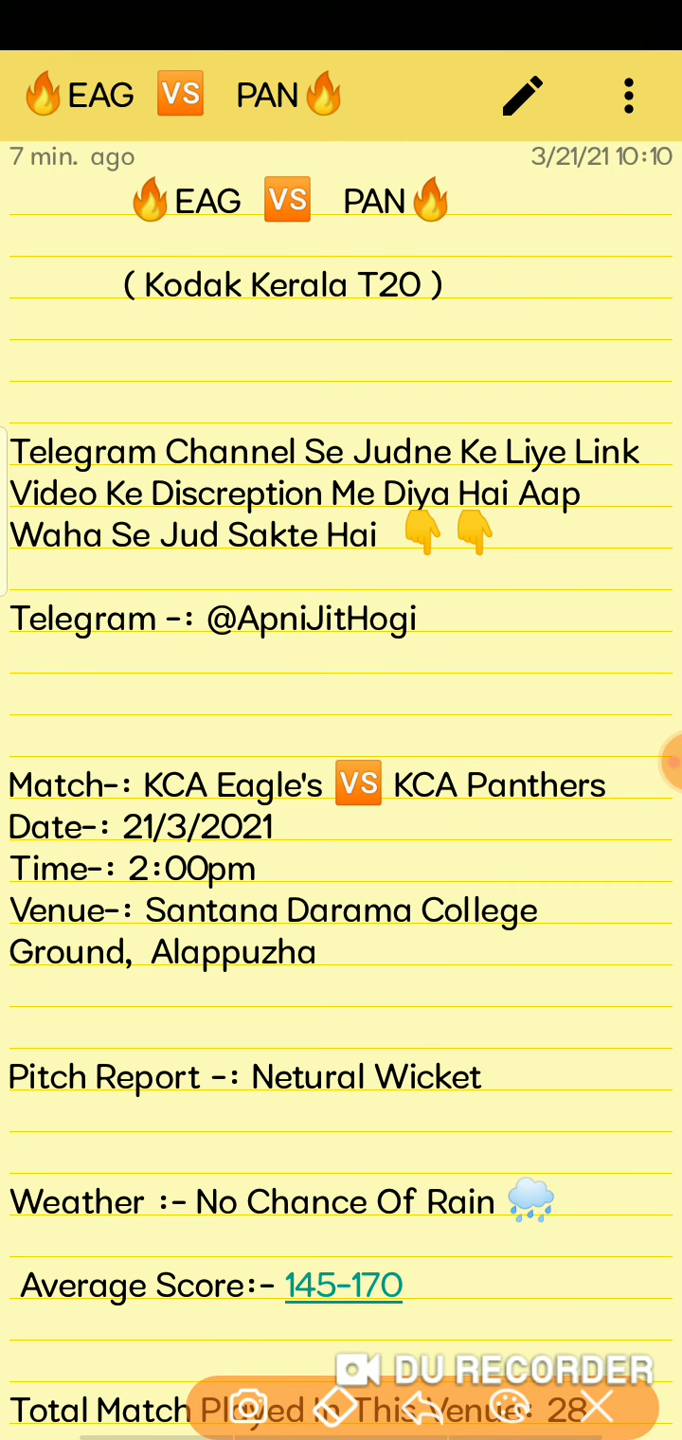 🔥EAG 🆚 PAN🔥
7 min. ago 3/21/21 10:10
🔥EAG 🆚 PAN🔥
( Kodak Kerala T20 )
Telegram Channel Se Judne Ke Liye Link
Video Ke Discreption Me Diya Hai Aap
Waha Se Jud Sakte Hai 👇👇
Telegram -: @ApniJitHogi
Match-: KCA Eagle's 🆚 KCA Panthers
Date-: 21/3/2021
Time-: 2:00pm
Venue-: Santana Darama College
Ground, Alappuzha
Pitch Report -: Netural Wicket
Weather :- No Chance Of Rain 🌧
Average Score:- 145-170
DU RECORDER
Total Match Played In This Venue: 28